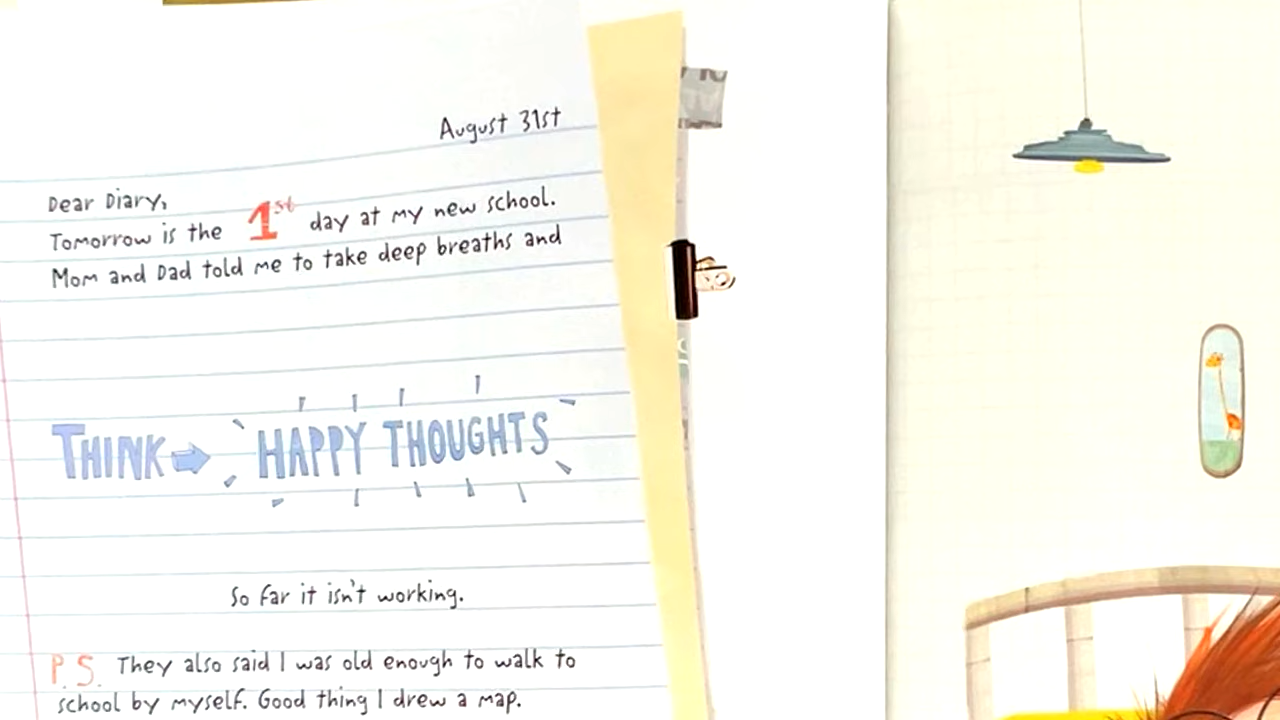 August 31st
Dear Diary,
Tomorrow is the 1st day at my new school.
Mom and Dad told me to take deep breaths and
THINK HAPPY THOUGHTS
So far it isn't working.
P.S. They also said I was old enough to walk to
school by myself. Good thing I drew a map.